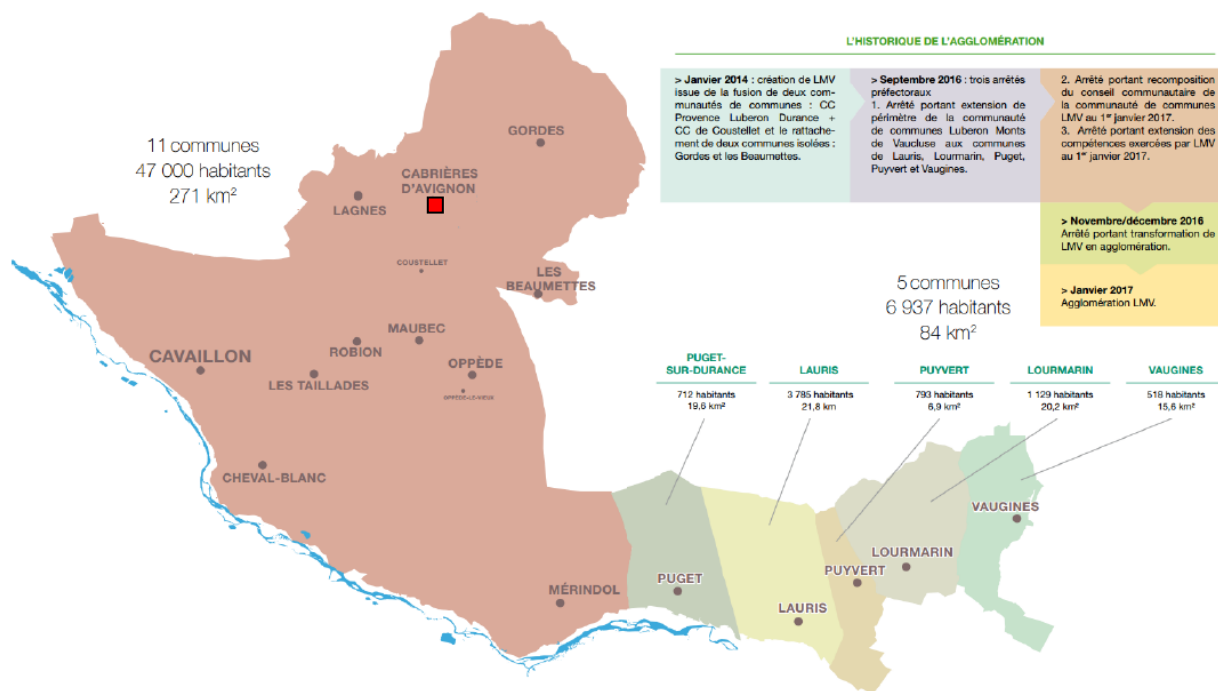 L'HISTORIQUE DE L'AGGLOMÉRATION
> Janvier 2014 : création de LMV
issue de la fusion de deux com-
munautés de communes : CC
Provence Luberon Durance +
CC de Coustellet et le rattache-
ment de deux communes isolées :
Gordes et les Beaumettes.
> Septembre 2016 : trois arrêtés
préfectoraux
1. Arrêté portant extension de
périmètre de la communauté
de communes Luberon Monts
de Vaucluse aux communes
de Lauris, Lourmarin, Puget,
Puyvert et Vaugines.
2. Arrêté portant recomposition
du conseil communautaire de
la communauté de communes
LMV au 1er janvier 2017.
3. Arrêté portant extension des
compétences exercées par LMV
au 1er janvier 2017.
> Novembre/décembre 2016
Arrêté portant transformation de
LMV en agglomération.
> Janvier 2017
Agglomération LMV.
11 communes
47 000 habitants
271 km²
GORDES
CABRIÈRES
D'AVIGNON
LAGNES
COUSTELLET
LES
BEAUMETTES
MAUBEC
ROBION
CAVAILLON
OPPÈDE
LES TAILLADES
OPPÈDE-LE-VIEUX
CHEVAL-BLANC
MÉRINDOL
5 communes
6 937 habitants
84 km²
PUGET-
SUR-DURANCE
712 habitants
19,6 km²
LAURIS
3 785 habitants
21,8 km
PUYVERT
793 habitants
6,9 km²
LOURMARIN
1 129 habitants
20,2 km²
VAUGINES
518 habitants
15,6 km²
VAUGINES
LOURMARIN
PUYVERT
PUGET
LAURIS